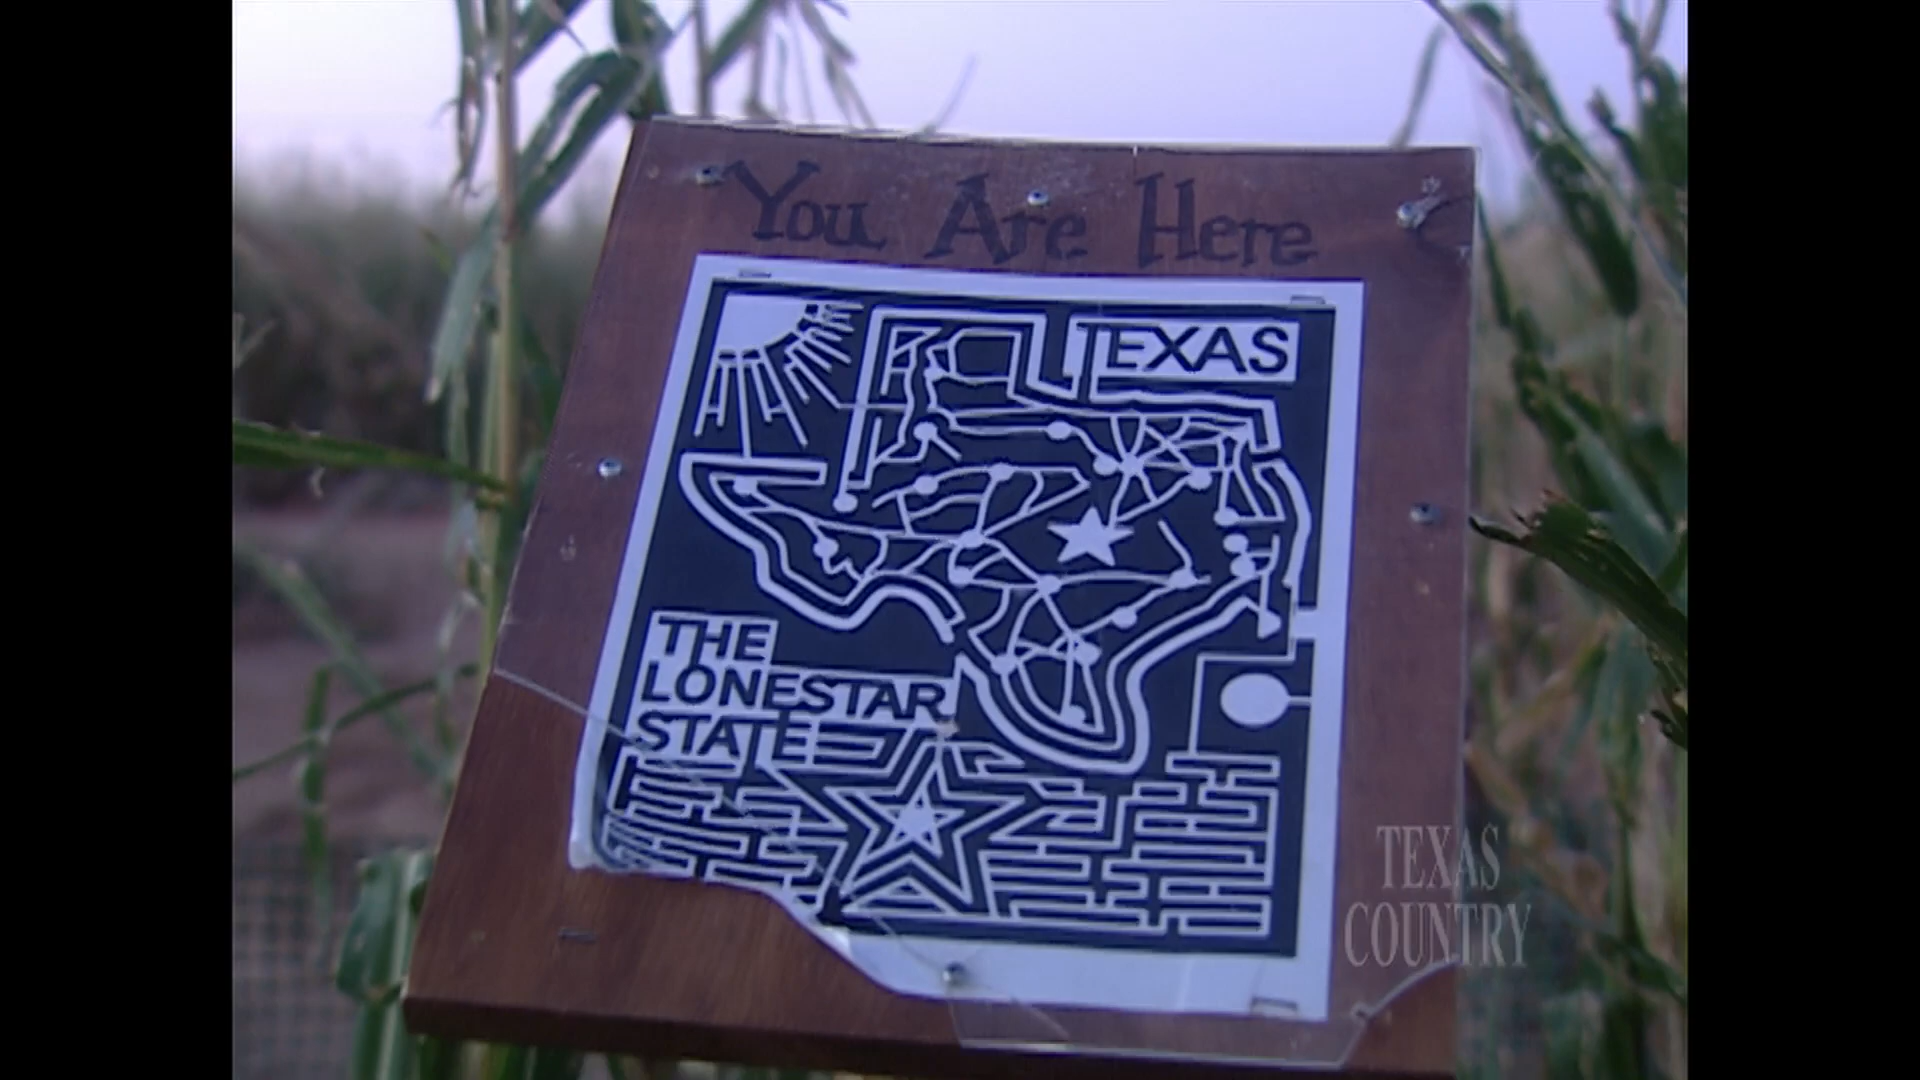 You Are Here
TEXAS
THE
LONESTAR
STATE
TEXAS
COUNTRY